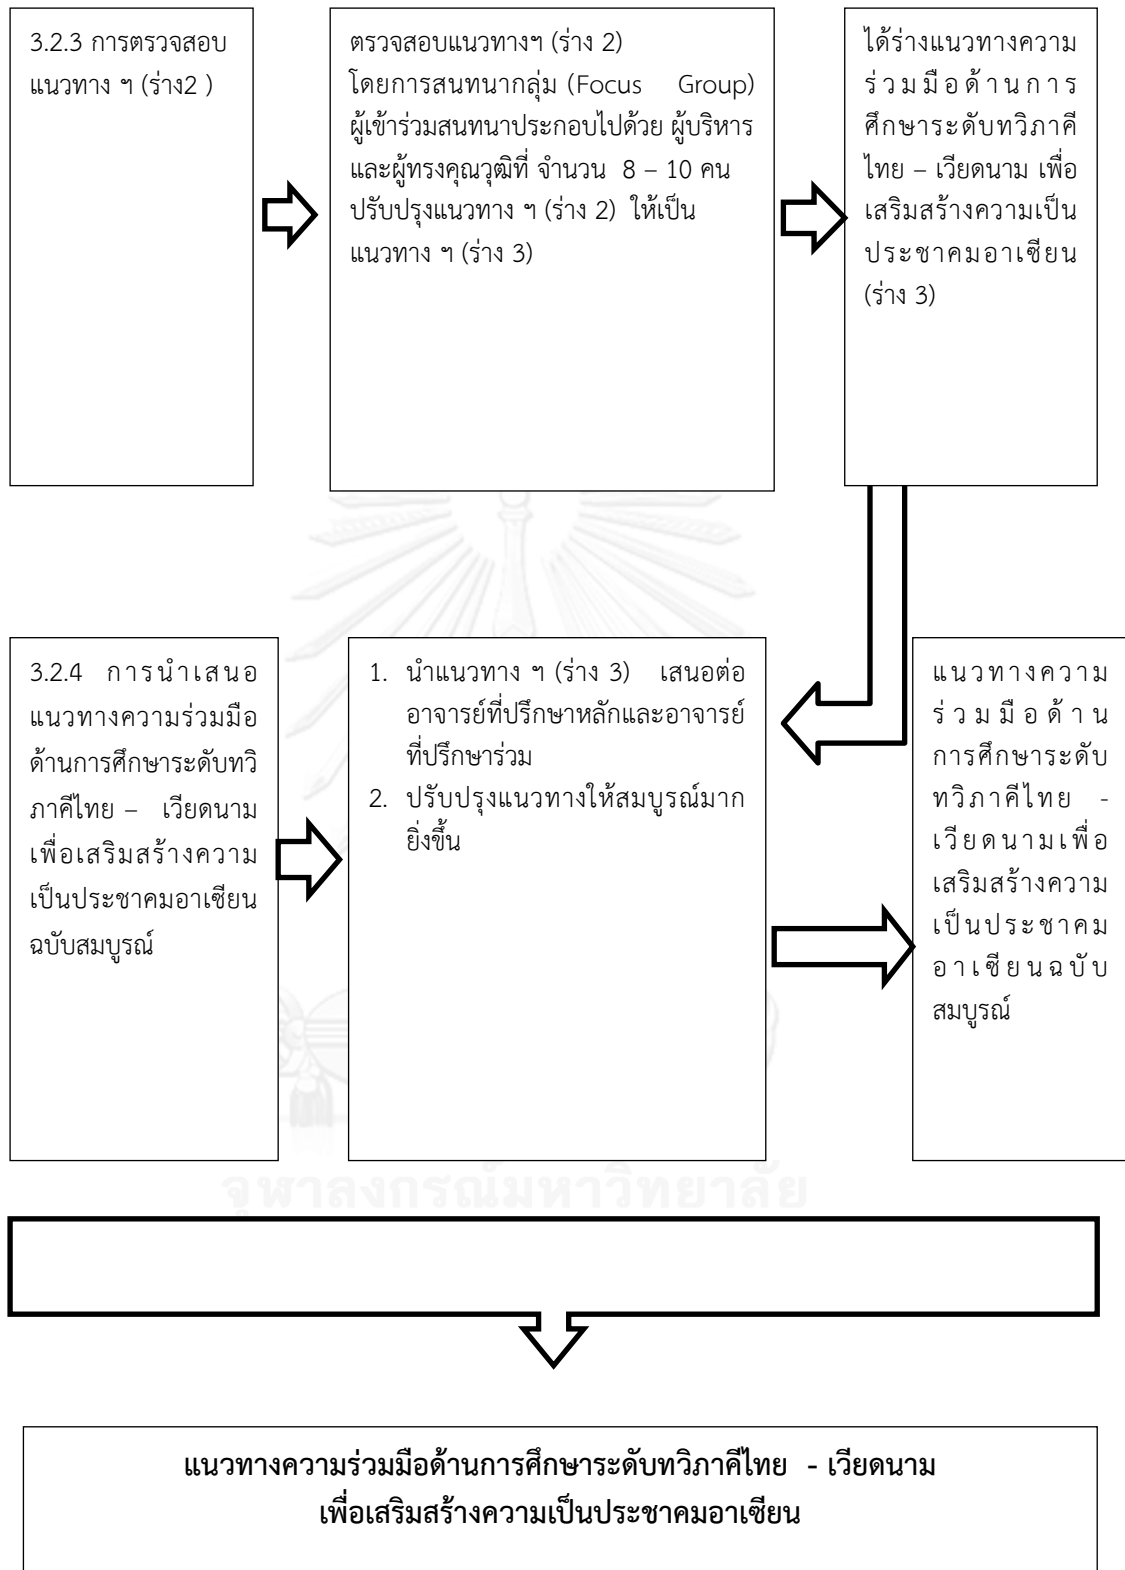 3.2.3 การตรวจสอบ
แนวทาง ฯ (ร่าง2 )
ตรวจสอบแนวทางฯ (ร่าง 2)
โดยการสนทนากลุ่ม (Focus Group)
ผู้เข้าร่วมสนทนาประกอบไปด้วย ผู้บริหาร
และผู้ทรงคุณวุฒิที่ จำนวน 8 – 10 คน
ปรับปรุงแนวทาง ฯ (ร่าง 2) ให้เป็น
แนวทาง ฯ (ร่าง 3)
ได้ร่างแนวทางความ
ร่วมมือด้านการ
ศึกษาระดับทวิภาคี
ไทย – เวียดนาม เพื่อ
เสริมสร้างความเป็น
ประชาคมอาเซียน
(ร่าง 3)
3.2.4 การนำเสนอ
แนวทางความร่วมมือ
ด้านการศึกษาระดับทวิ
ภาคีไทย – เวียดนาม
เพื่อเสริมสร้างความ
เป็นประชาคมอาเซียน
ฉบับสมบูรณ์
1. นำแนวทาง ฯ (ร่าง 3) เสนอต่อ
อาจารย์ที่ปรึกษาหลักและอาจารย์
ที่ปรึกษาร่วม
2. ปรับปรุงแนวทางให้สมบูรณ์มาก
ยิ่งขึ้น
แนวทางความ
ร่วมมือด้าน
การศึกษาระดับ
ทวิภาคีไทย -
เวียดนามเพื่อ
เสริมสร้างความ
เป็นประชาคม
อาเซียนฉบับ
สมบูรณ์
จุฬาลงกรณ์มหาวิทยาลัย
แนวทางความร่วมมือด้านการศึกษาระดับทวิภาคีไทย - เวียดนาม
เพื่อเสริมสร้างความเป็นประชาคมอาเซียน